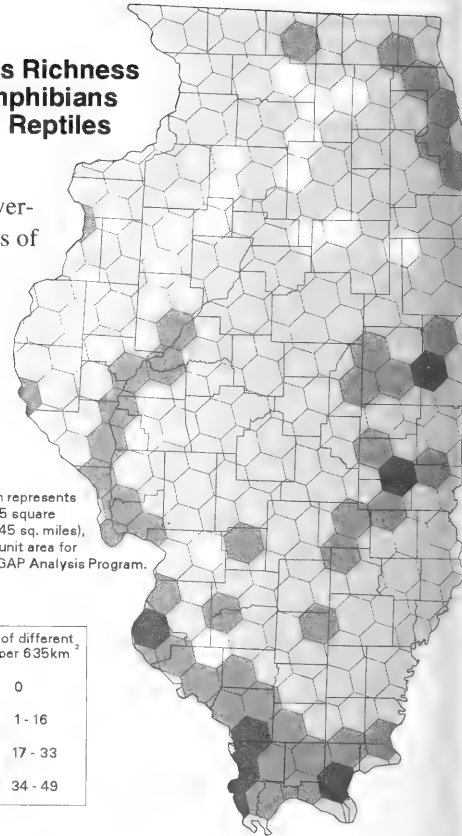 s Richness
mphibians
Reptiles
ver-
s of
n represents
5 square
45 sq. miles),
unit area for
GAP Analysis Program.
of different
per 635km²
0
1 - 16
17 - 33
34 - 49